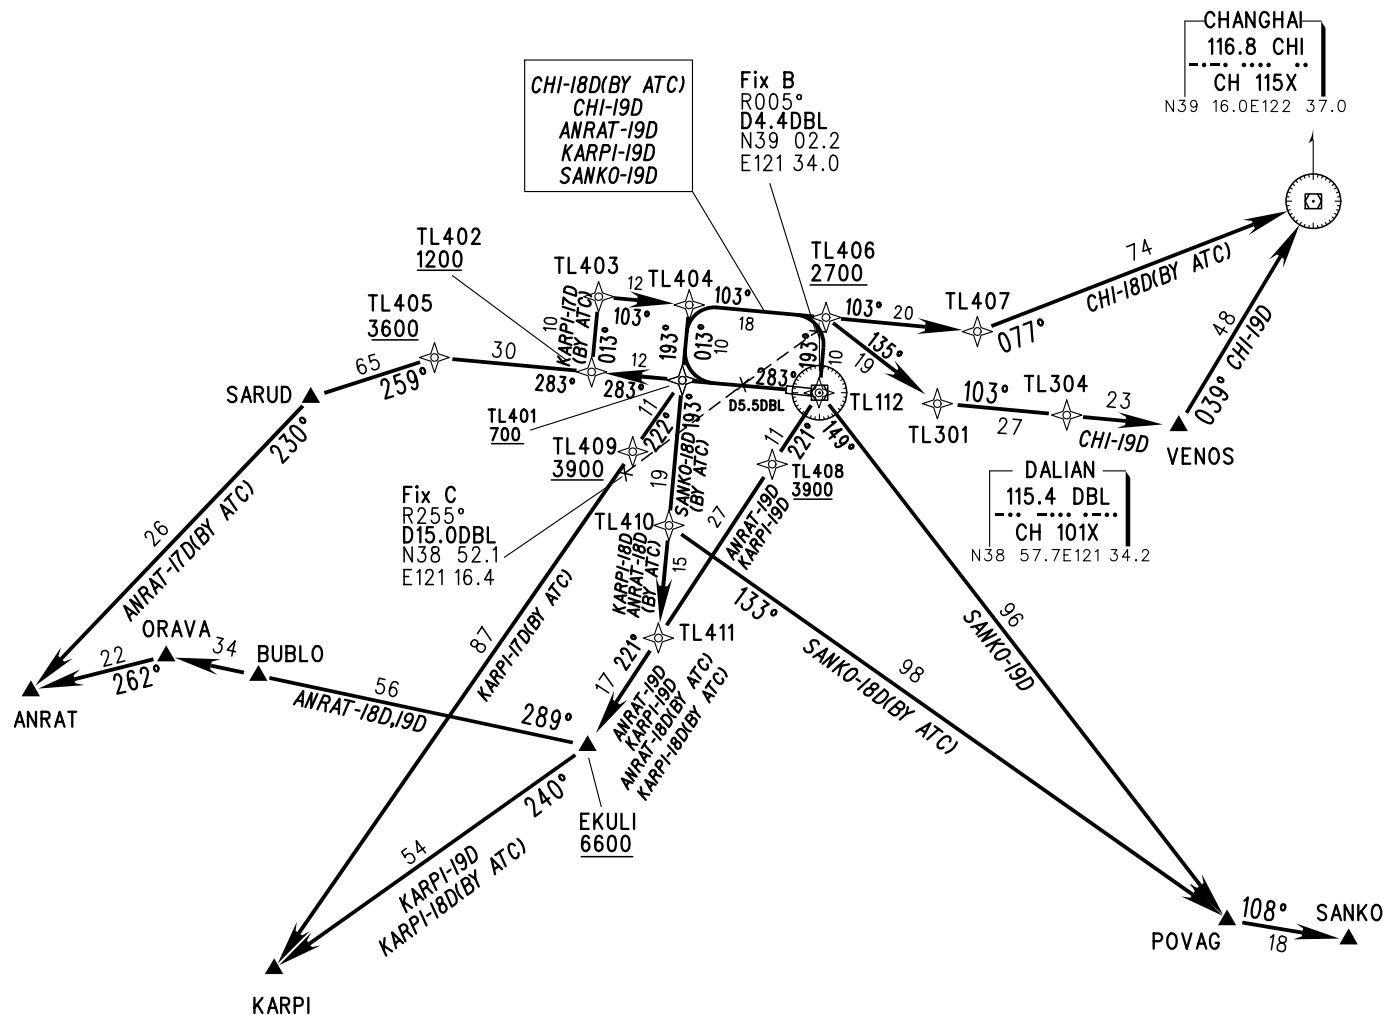 CHANGHAI
116.8 CHI
CH 115X
N39 16.0E122 37.0
CHI-18D(BY ATC)
CHI-19D
ANRAT-19D
KARPI-19D
SANKO-19D
Fix B
R005°
D4.4DBL
N39 02.2
E121 34.0
TL402
1200
TL403
TL404
TL406
2700
TL405
3600
TL407
74
CHI-18D(BY ATC)
077°
48
039° CHI-19D
12
103°
103°
18
103°
20
10
KARPI-17D
(BY ATC)
013°
193°
013°
10
193°
10
135°
19
65
259°
30
283°
283°
12
283°
D5.5DBL
SARUD
TL401
700
TL112
TL301
103°
27
TL304
23
CHI-19D
VENOS
230°
26
ANRAT-17D(BY ATC)
TL409
3900
11
222°
193°
SANKO-18D
(BY ATC)
19
11
221°
149°
TL408
3900
DALIAN
115.4 DBL
CH 101X
N38 57.7E121 34.2
Fix C
R255°
D15.0DBL
N38 52.1
E121 16.4
TL410
27
ANRAT-19D
KARPI-19D
KARPI-18D
ANRAT-18D
(BY ATC)
15
133°
TL411
87
KARPI-17D(BY ATC)
96
SANKO-19D
98
SANKO-18D(BY ATC)
ORAVA
22
262°
34
BUBLO
56
ANRAT-18D,19D
289°
ANRAT
221°
17
ANRAT-19D
KARPI-19D
ANRAT-18D(BY ATC)
KARPI-18D(BY ATC)
240°
EKULI
6600
54
KARPI-19D
KARPI-18D(BY ATC)
KARPI
POVAG
108°
18
SANKO